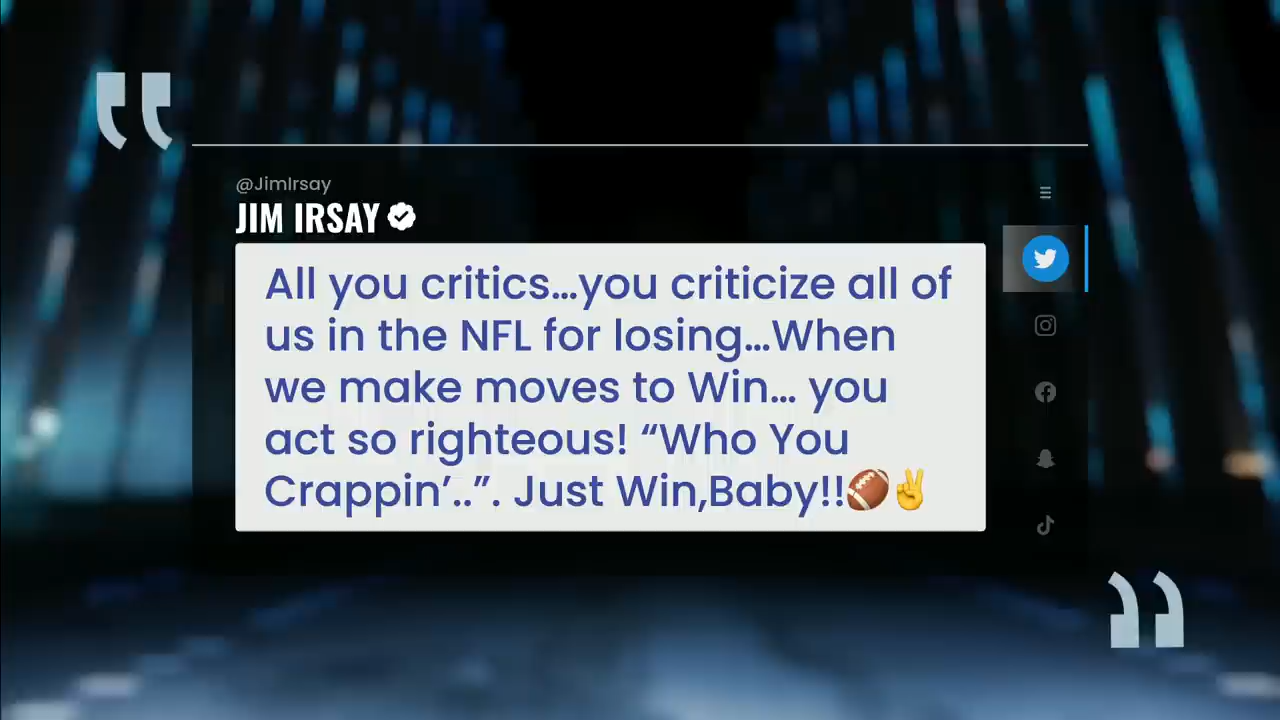 @JimIrsay
JIM IRSAY
All you critics…you criticize all of
us in the NFL for losing…When
we make moves to Win… you
act so righteous! “Who You
Crappin’..”. Just Win,Baby!!🏈✌️